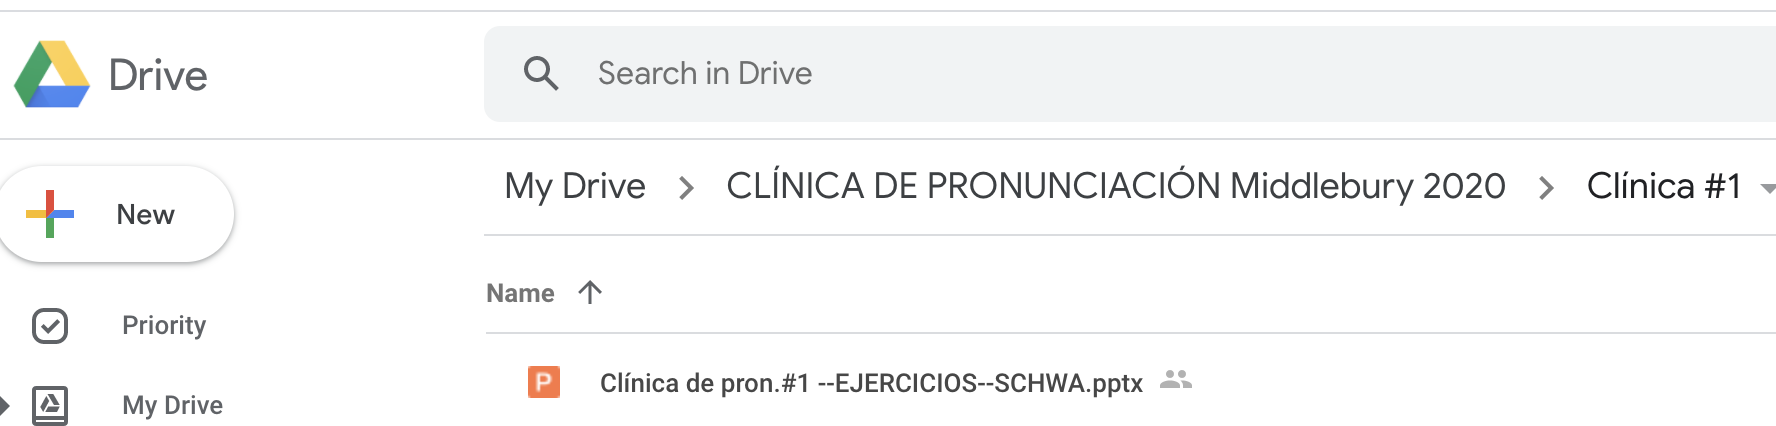 Drive
Search in Drive
My Drive > CLÍNICA DE PRONUNCIACIÓN Middlebury 2020 > Clínica #1
New
Name
Priority
P Clínica de pron.#1 --EJERCICIOS--SCHWA.pptx
My Drive